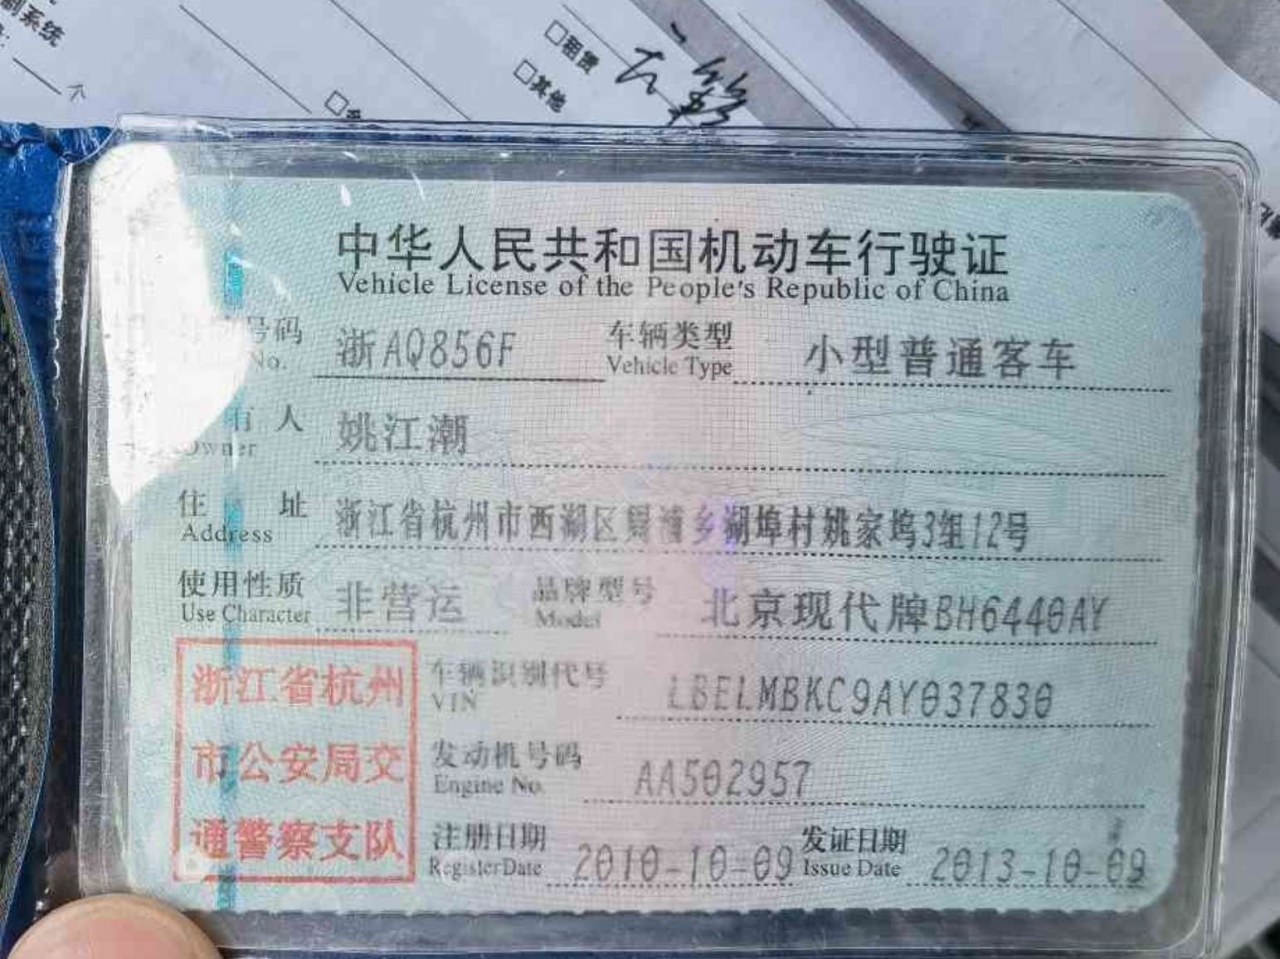 制系统
□租赁
□其他
中华人民共和国机动车行驶证
Vehicle License of the People's Republic of China
号码 浙AQ856F 车辆类型 小型普通客车
No. Vehicle Type
有人 姚江潮
Owner
住址 浙江省杭州市西湖区 乡湖埠村姚家坞3组12号
Address
使用性质 非营运 品牌型号 北京现代牌BH6440AY
Use Character Model
浙江省杭州 车辆识别代号 LBELMBKC9AY037830
VIN
市公安局交 发动机号码 AA502957
Engine No.
通警察支队 注册日期 2010-10-09 发证日期 2013-10-09
Register Date Issue Date